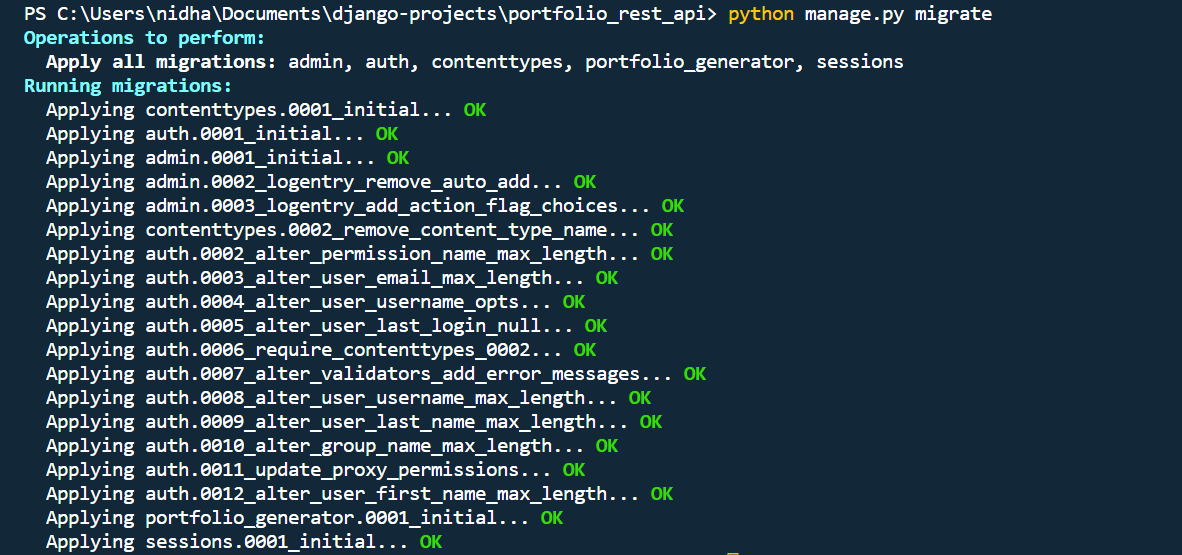 PS C:\Users\nidha\Documents\django-projects\portfolio_rest_api> python manage.py migrate
Operations to perform:
Apply all migrations: admin, auth, contenttypes, portfolio_generator, sessions
Running migrations:
Applying contenttypes.0001_initial... OK
Applying auth.0001_initial... OK
Applying admin.0001_initial... OK
Applying admin.0002_logentry_remove_auto_add... OK
Applying admin.0003_logentry_add_action_flag_choices... OK
Applying contenttypes.0002_remove_content_type_name... OK
Applying auth.0002_alter_permission_name_max_length... OK
Applying auth.0003_alter_user_email_max_length... OK
Applying auth.0004_alter_user_username_opts... OK
Applying auth.0005_alter_user_last_login_null... OK
Applying auth.0006_require_contenttypes_0002... OK
Applying auth.0007_alter_validators_add_error_messages... OK
Applying auth.0008_alter_user_username_max_length... OK
Applying auth.0009_alter_user_last_name_max_length... OK
Applying auth.0010_alter_group_name_max_length... OK
Applying auth.0011_update_proxy_permissions... OK
Applying auth.0012_alter_user_first_name_max_length... OK
Applying portfolio_generator.0001_initial... OK
Applying sessions.0001_initial... OK